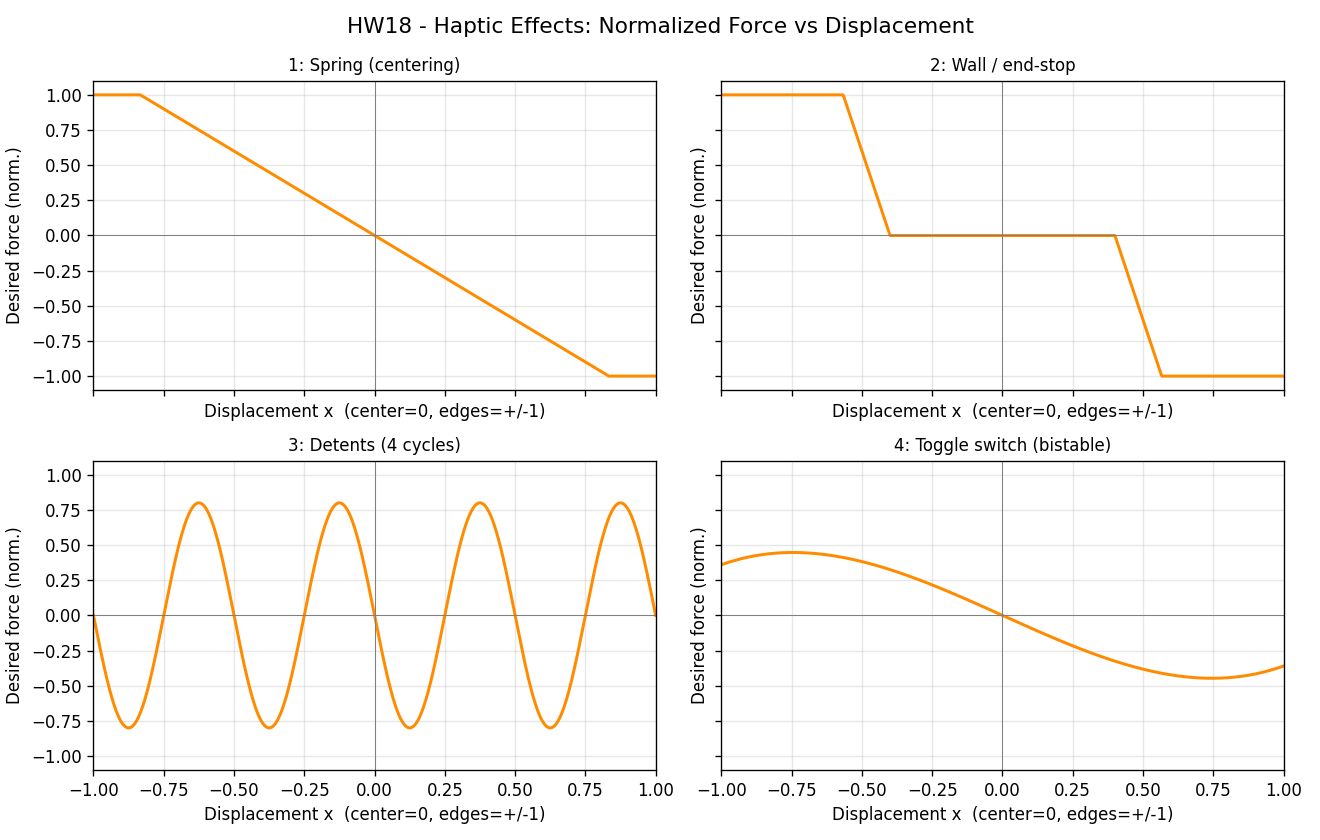 HW18 - Haptic Effects: Normalized Force vs Displacement
1: Spring (centering)
1.00
0.75
0.50
0.25
0.00
−0.25
−0.50
−0.75
−1.00
Desired force (norm.)
Displacement x  (center=0, edges=+/-1)
2: Wall / end-stop
Desired force (norm.)
Displacement x  (center=0, edges=+/-1)
3: Detents (4 cycles)
1.00
0.75
0.50
0.25
0.00
−0.25
−0.50
−0.75
−1.00
Desired force (norm.)
−1.00 −0.75 −0.50 −0.25 0.00 0.25 0.50 0.75 1.00
Displacement x  (center=0, edges=+/-1)
4: Toggle switch (bistable)
Desired force (norm.)
−1.00 −0.75 −0.50 −0.25 0.00 0.25 0.50 0.75 1.00
Displacement x  (center=0, edges=+/-1)